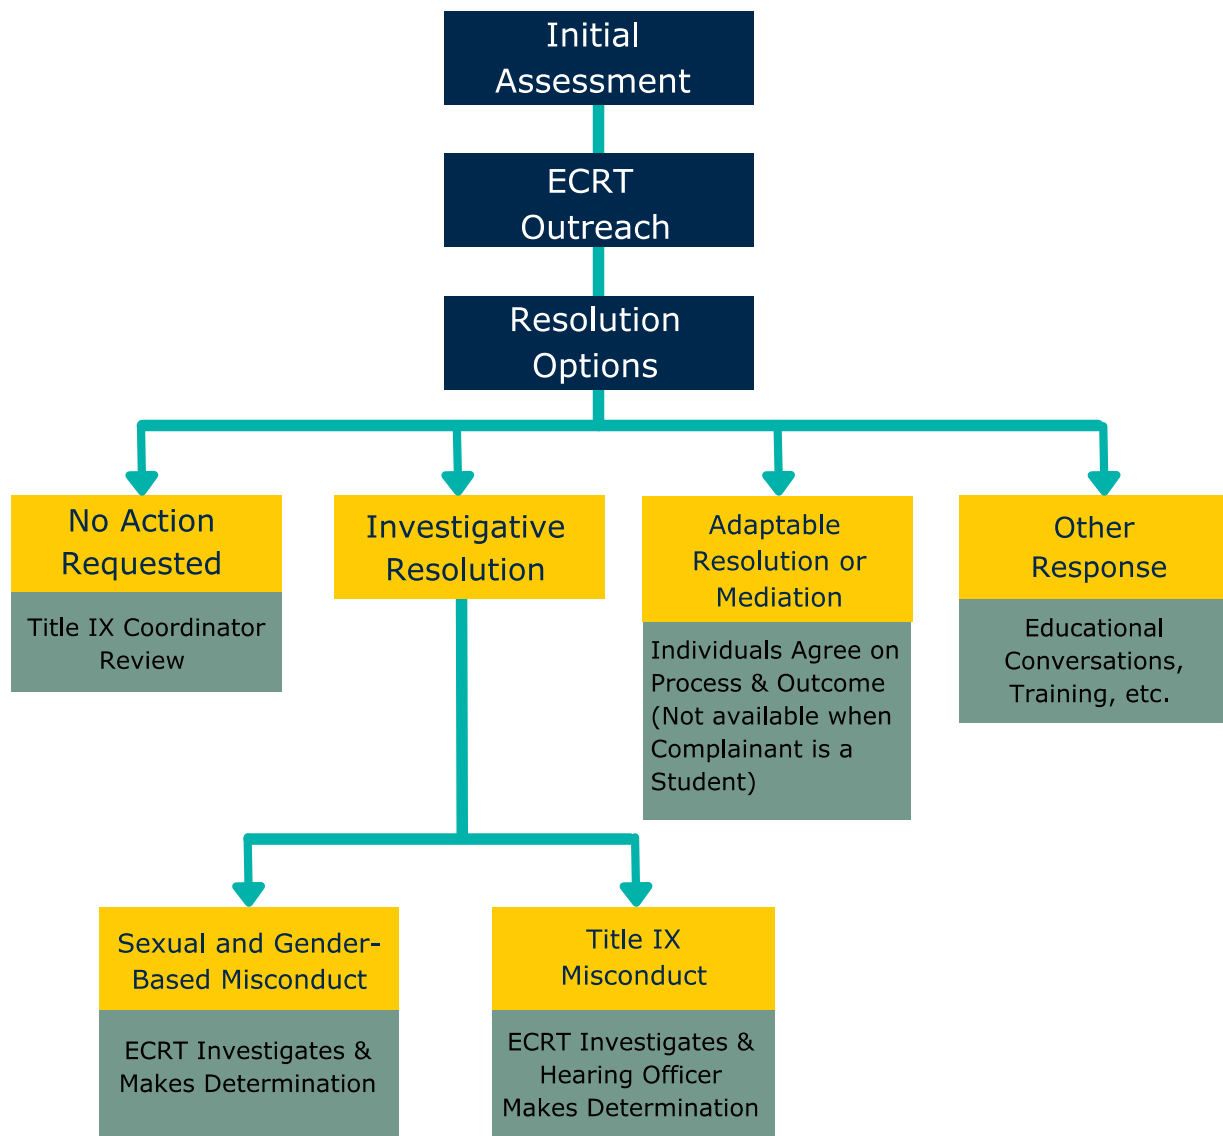 Initial
Assessment
ECRT
Outreach
Resolution
Options
No Action
Requested
Title IX Coordinator
Review
Investigative
Resolution
Adaptable
Resolution or
Mediation
Individuals Agree on
Process & Outcome
(Not available when
Complainant is a
Student)
Other
Response
Educational
Conversations,
Training, etc.
Sexual and Gender-
Based Misconduct
ECRT Investigates &
Makes Determination
Title IX
Misconduct
ECRT Investigates &
Hearing Officer
Makes Determination